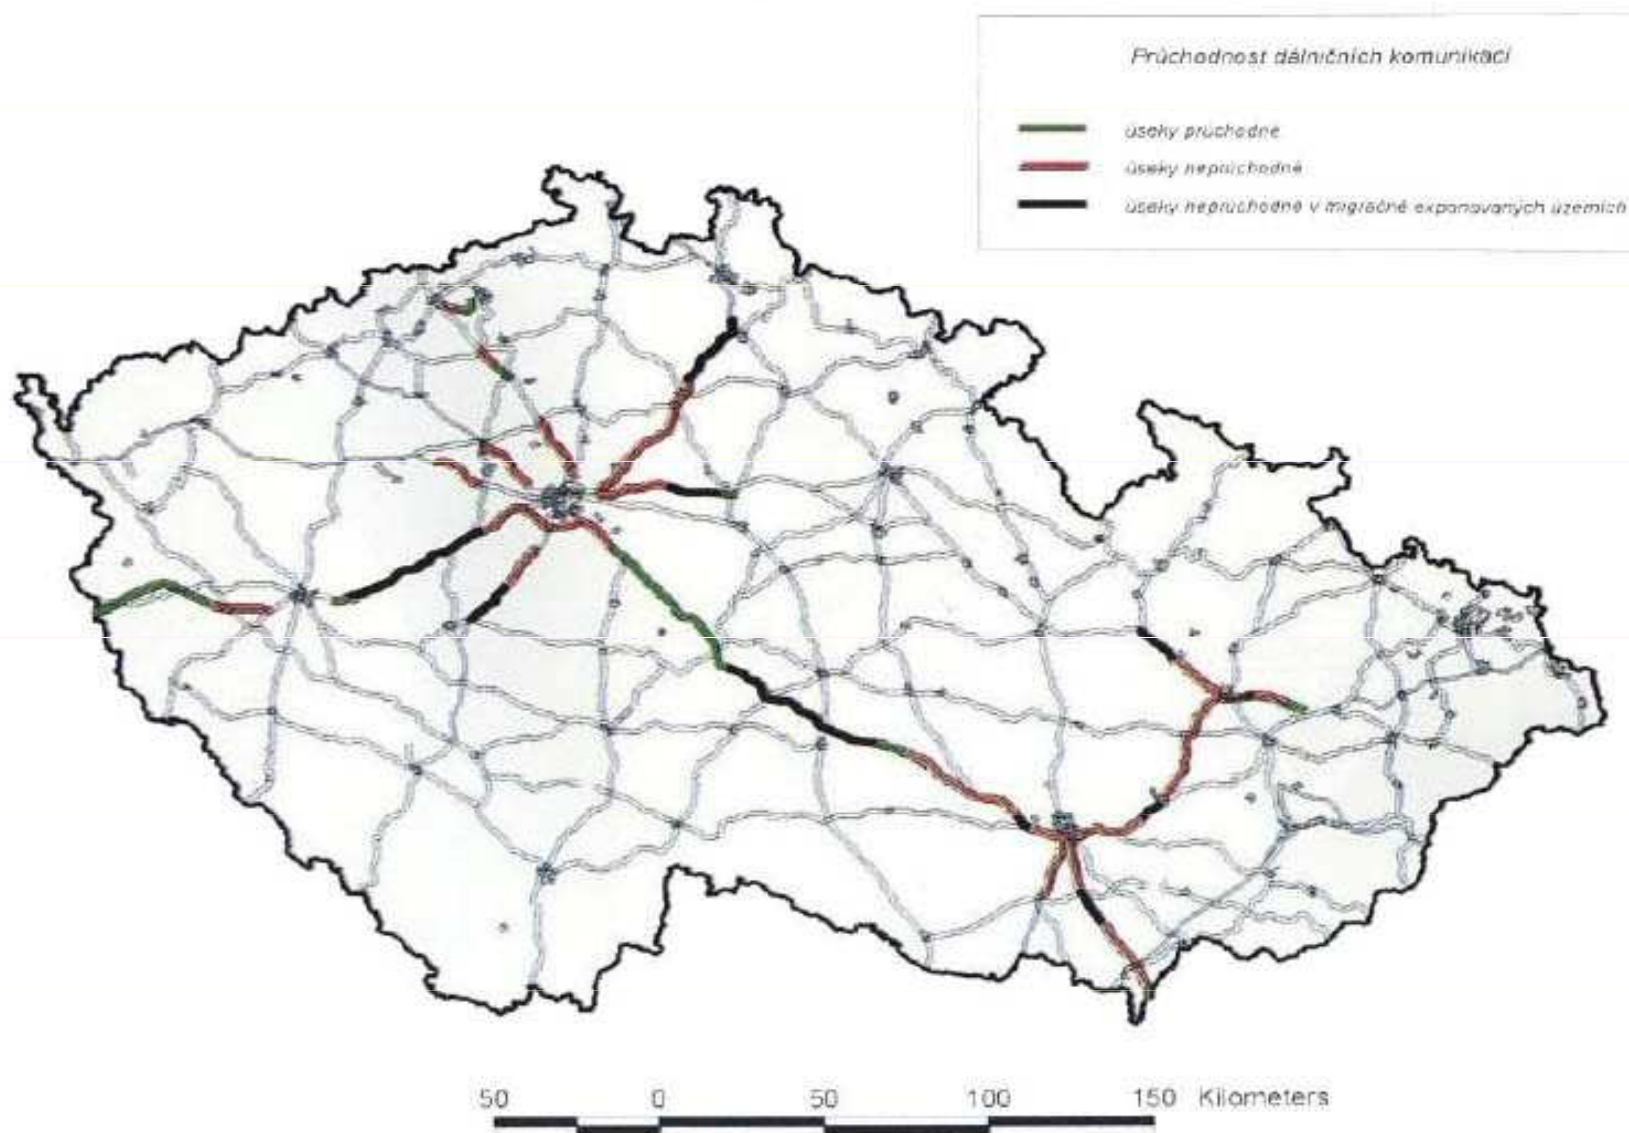 Průchodnost dálničních komunikací
úseky průchodné
úseky neprůchodné
úseky neprůchodné v migračně exponovaných územích
50 0 50 100 150 Kilometers